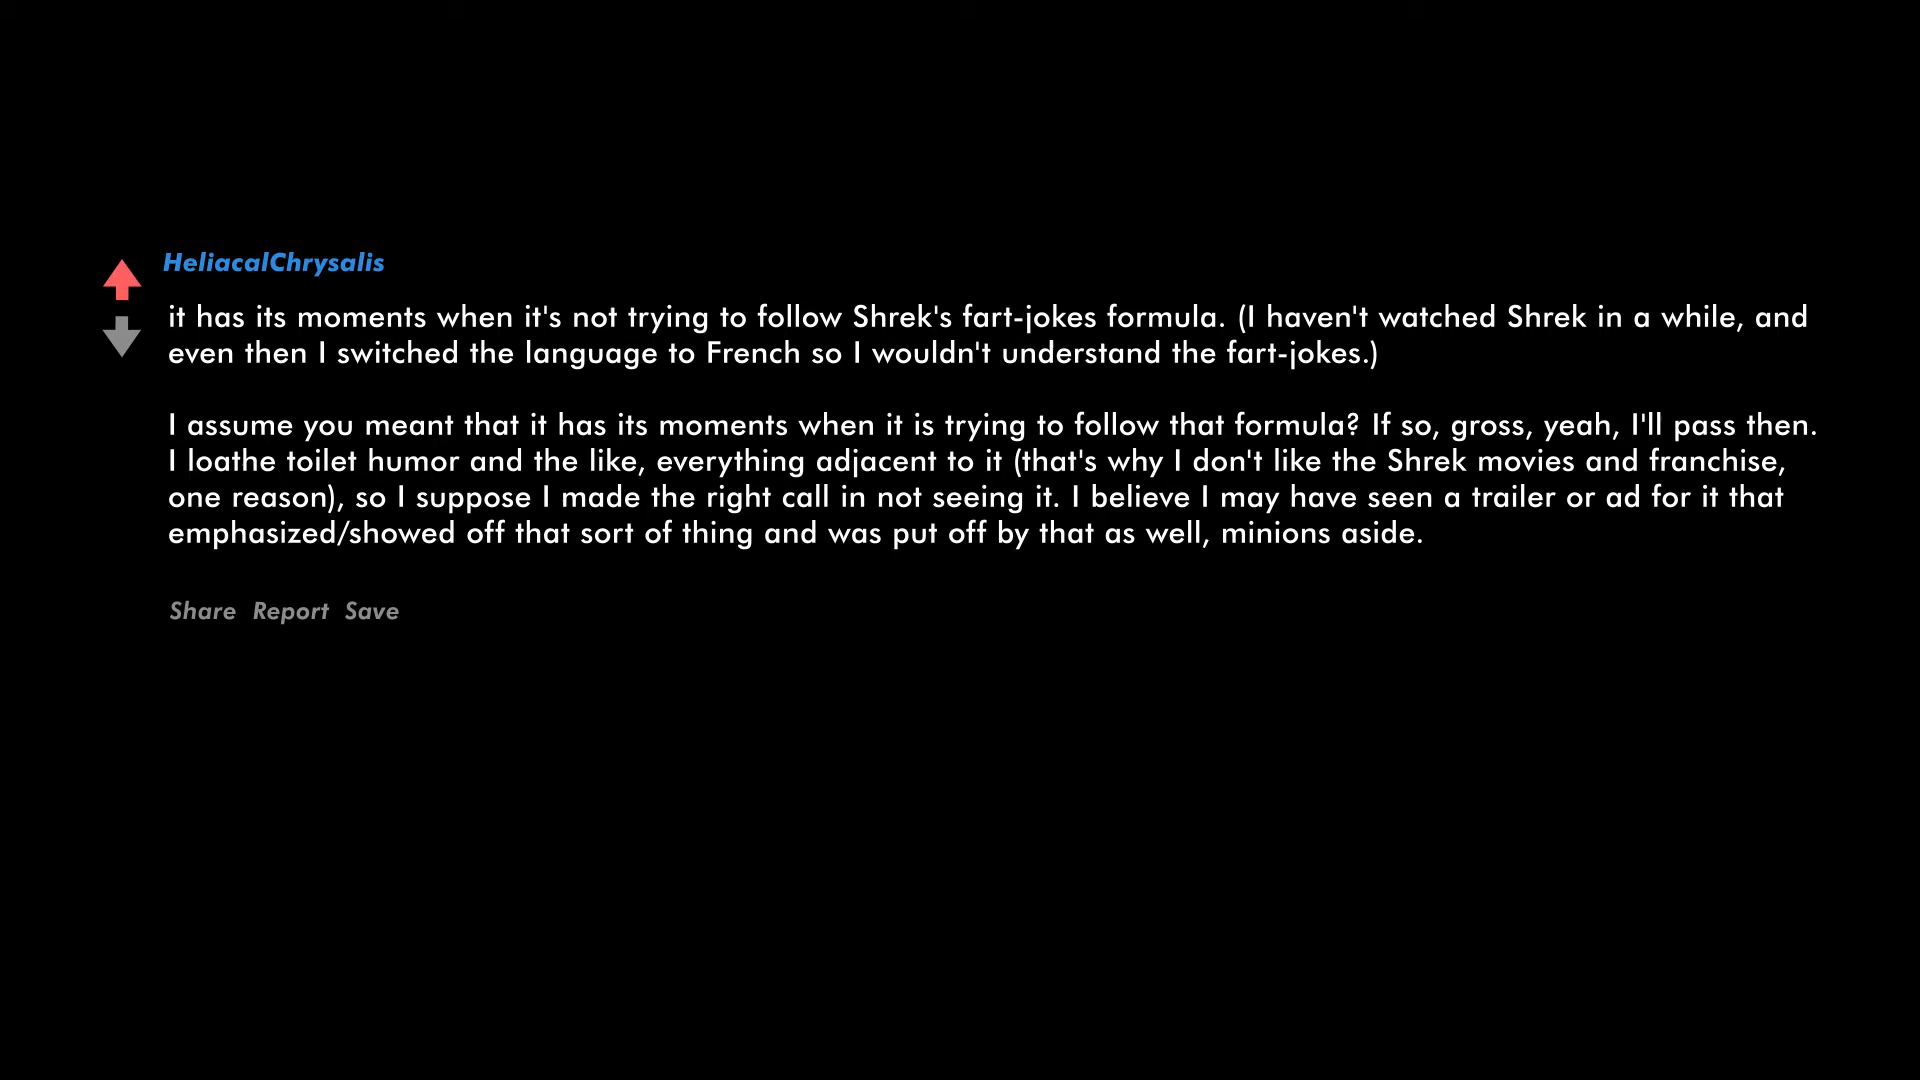 HeliacalChrysalis
it has its moments when it's not trying to follow Shrek's fart-jokes formula. (I haven't watched Shrek in a while, and
even then I switched the language to French so I wouldn't understand the fart-jokes.)
I assume you meant that it has its moments when it is trying to follow that formula? If so, gross, yeah, I'll pass then.
I loathe toilet humor and the like, everything adjacent to it (that's why I don't like the Shrek movies and franchise,
one reason), so I suppose I made the right call in not seeing it. I believe I may have seen a trailer or ad for it that
emphasized/showed off that sort of thing and was put off by that as well, minions aside.
Share Report Save